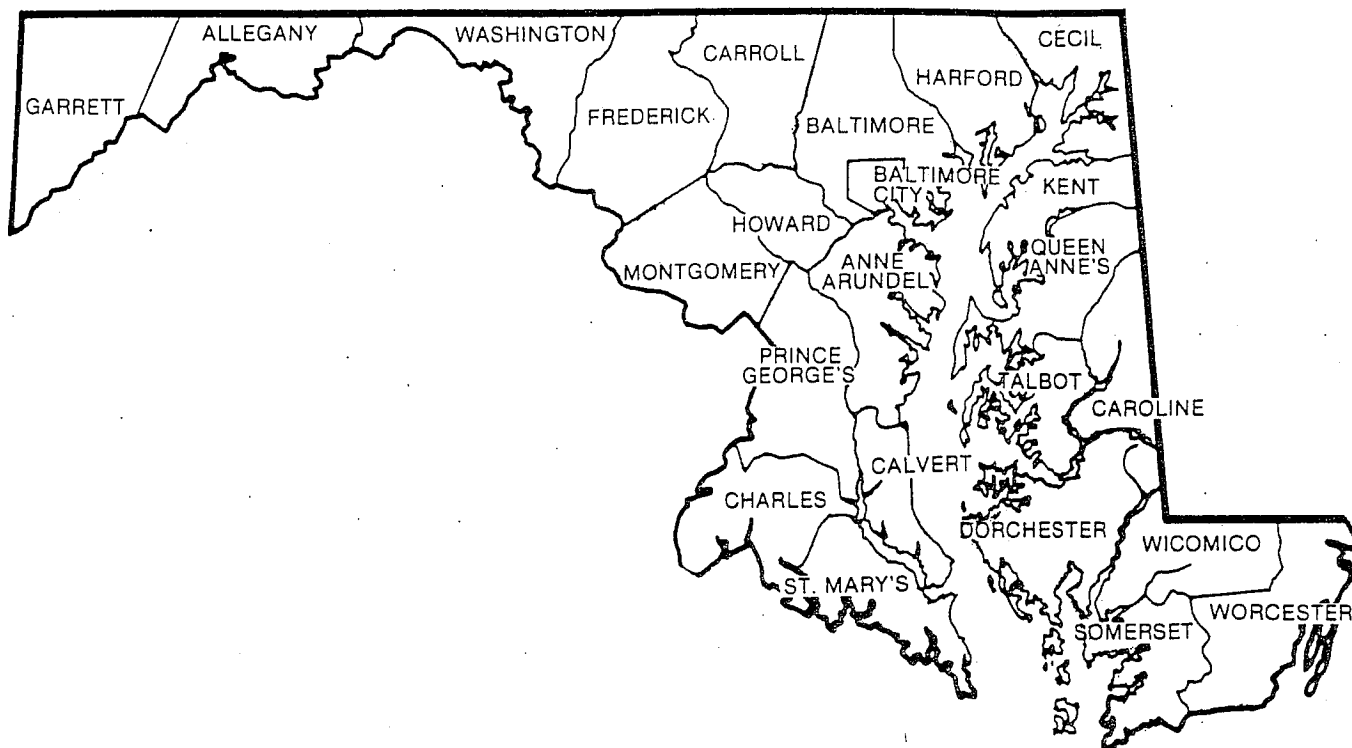 ALLEGANY
WASHINGTON
CARROLL
CECIL
HARFORD
GARRETT
FREDERICK
BALTIMORE
BALTIMORE
CITY
KENT
HOWARD
QUEEN
ANNE'S
MONTGOMERY
ANNE
ARUNDEL
PRINCE
GEORGE'S
TALBOT
CAROLINE
CALVERT
CHARLES
DORCHESTER
WICOMICO
ST. MARY'S
WORCESTER
SOMERSET